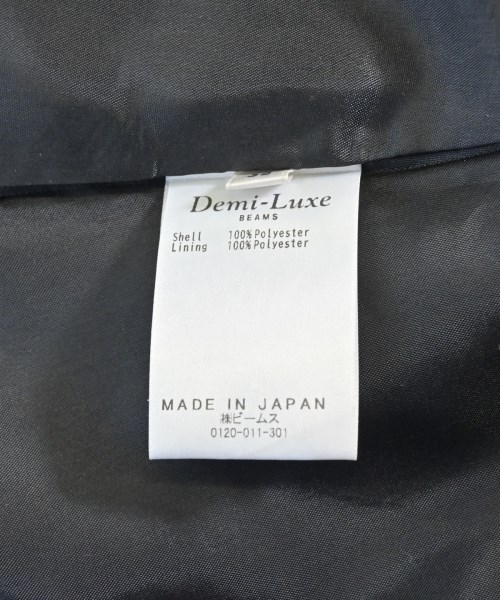 Demi-Luxe
BEAMS
Shell 100%Polyester
Lining 100%Polyester
MADE IN JAPAN
㈱ビームス
0120-011-301